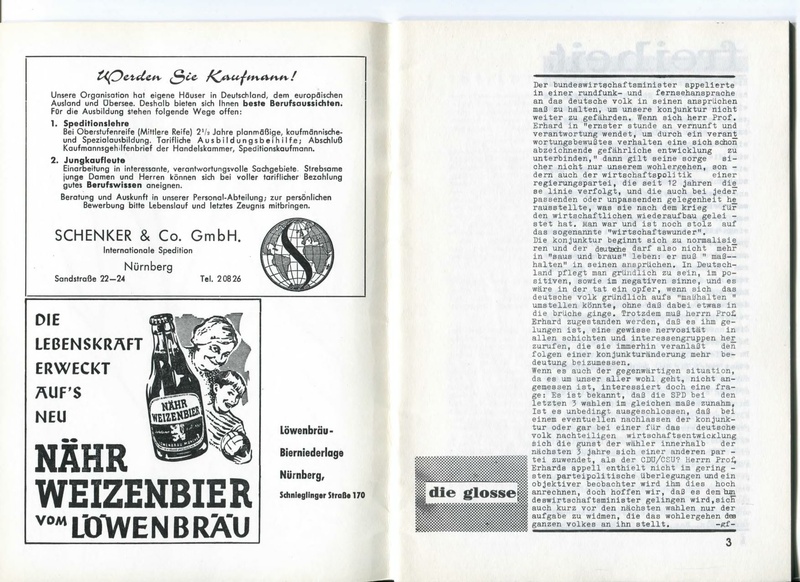 Werden Sie Kaufmann!
Unsere Organisation hat eigene Häuser in Deutschland, dem europäischen
Ausland und Übersee. Deshalb bieten sich Ihnen beste Berufsaussichten.
Für die Ausbildung stehen folgende Wege offen:
1. Speditionslehre
Bei Oberstufenreife (Mittlere Reife) 2½ Jahre planmäßige, kaufmännische-
und Spezialausbildung. Tarifliche Ausbildungsbeihilfe; Abschluß
Kaufmannsgehilfenbrief der Handelskammer, Speditionskaufmann.
2. Jungkaufleute
Einarbeitung in interessante, verantwortungsvolle Sachgebiete. Strebsame
junge Damen und Herren können sich bei voller tariflicher Bezahlung
gutes Berufswissen aneignen.
Beratung und Auskunft in unserer Personal-Abteilung; zur persönlichen
Bewerbung bitte Lebenslauf und letztes Zeugnis mitbringen.
SCHENKER & Co. GmbH.
Internationale Spedition
Nürnberg
Sandstraße 22—24 Tel. 20826
DIE
LEBENSKRAFT
ERWECKT
AUF'S
NEU
NÄHR
WEIZENBIER
NÄHR
WEIZENBIER
VOM LÖWENBRÄU
Löwenbräu-
Bierniederlage
Nürnberg,
Schnieglinger Straße 170
Der bundeswirtschaftsminister appelierte
in einer rundfunk- und fernsehansprache
an das deutsche volk in seinen ansprüchen
maß zu halten, um unsere konjunktur nicht
weiter zu gefährden. Wenn sich herr Prof.
Erhard in "ernster stunde an vernunft und
verantwortung wendet, um durch ein verant
wortungsbewußtes verhalten eine sich schon
abzeichnende gefährliche entwicklung zu
unterbinden," dann gilt seine sorge si-
cher nicht nur unserem wohlergehen, son -
dern auch der wirtschaftspolitik einer
regierungspartei, die seit 12 jahren die
se linie verfolgt, und die auch bei jeder
passenden oder unpassenden gelegenheit he
rausstellte, was sie nach dem krieg für
den wirtschaftlichen wiederaufbau gelei -
stet hat. Man war und ist noch stolz auf
das sogenannte "wirtschaftswunder".
Die konjunktur beginnt sich zu normalisie
ren und der deutsche darf also nicht mehr
in "saus und braus" leben: er muß " maß--
halten" in seinen ansprüchen. In Deutsch-
land pflegt man gründlich zu sein, im po-
sitiven, sowie im negativen sinne, und es
wäre in der tat ein opfer, wenn sich das
deutsche volk gründlich aufs "maßhalten "
umstellen könnte, ohne daß dabei etwas in
die brüche ginge. Trotzdem muß herrn Prof.
Erhard zugestanden werden, daß es ihm ge-
lungen ist, eine gewisse nervosität in
allen schichten und interessengruppen her
zurufen, die sie immerhin veranlaßt den
folgen einer konjunkturänderung mehr be-
deutung beizumessen.
Wenn es auch der gegenwärtigen situation,
da es um unser aller wohl geht, nicht an-
gemessen ist, interessiert doch eine fra-
ge: Es ist bekannt, daß die SPD bei den
letzten 3 wahlen im gleichen maße zunahm,
Ist es unbedingt ausgeschlossen, daß bei
einem eventuellen nachlassen der konjunk-
tur oder gar bei einer für das deutsche
volk nachteiligen wirtschaftsentwicklung
sich die gunst der wähler innerhalb der
nächsten 3 jahre sich einer anderen par -
tei zuwendet, als der CDU/CSU? Herrn Prof.
Erhards appell enthielt nicht im gering -
sten parteipolitische überlegungen und ein
objektiver beobachter wird ihm dies hoch
anrechnen, doch hoffen wir, daß es dem bun
deswirtschaftsminister gelingen wird, sich
auch kurz vor den nächsten wahlen nur der
aufgabe zu widmen, die das wohlergehen des
ganzen volkes an ihn stellt. -gf-
die glosse
3